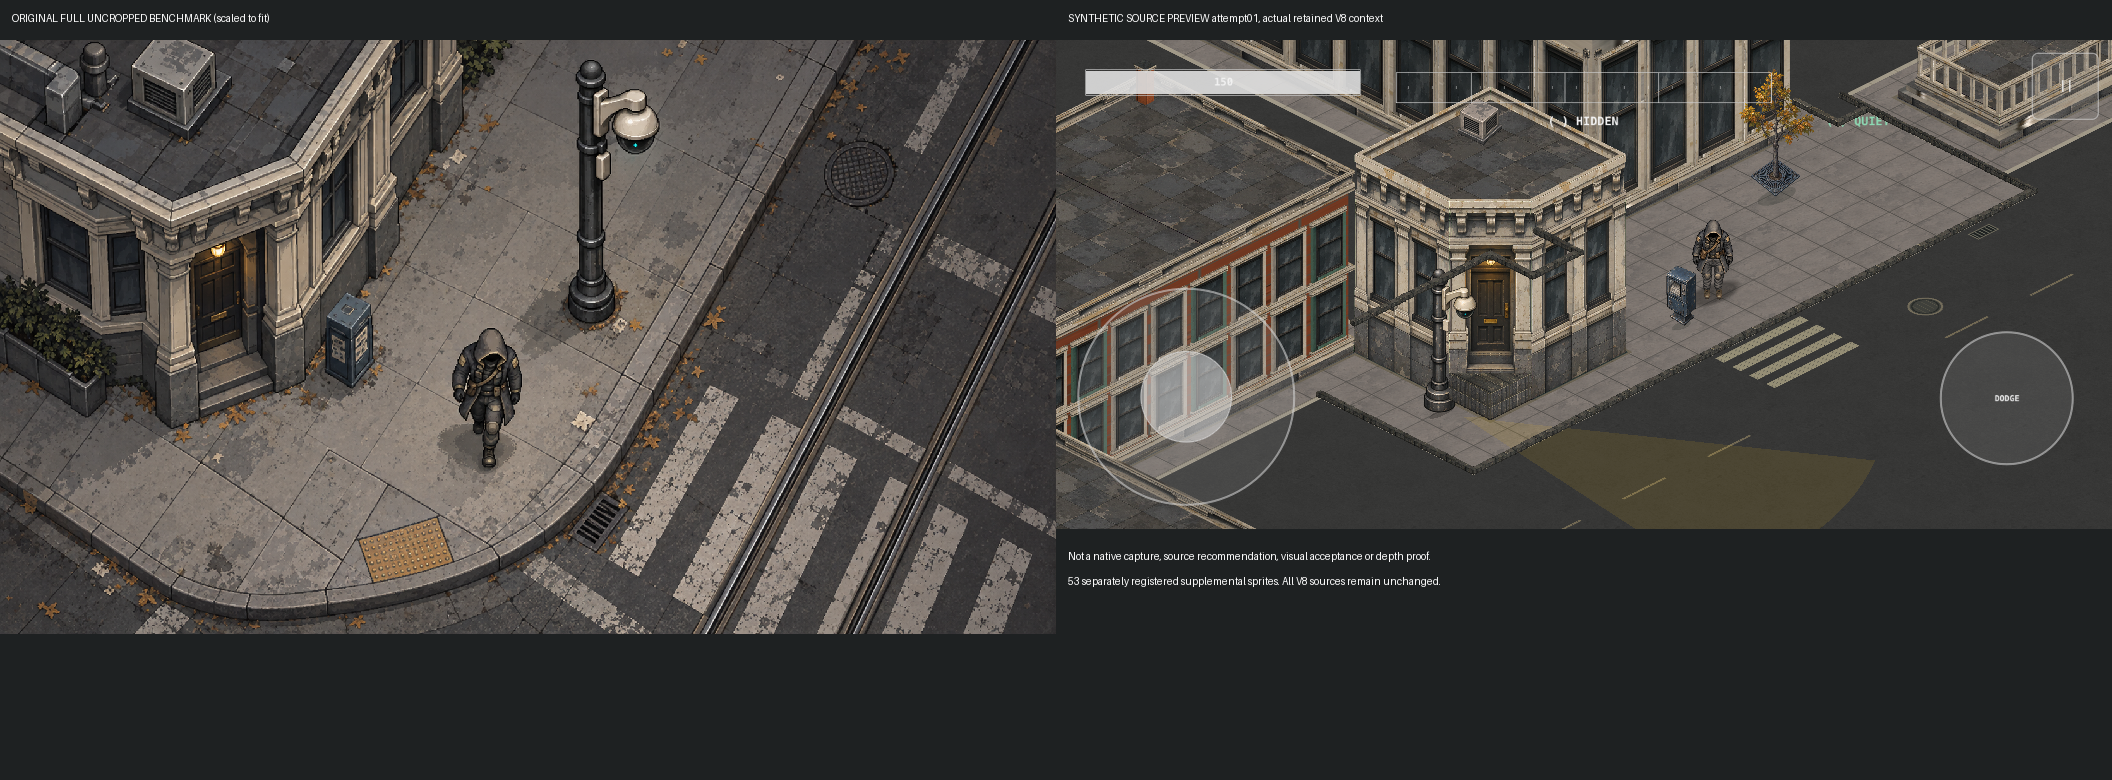 ORIGINAL FULL UNCROPPED BENCHMARK (scaled to fit)
SYNTHETIC SOURCE PREVIEW attempt01, actual retained V8 context
150
( ) HIDDEN
QUIET
DODGE
Not a native capture, source recommendation, visual acceptance or depth proof.
53 separately registered supplemental sprites. All V8 sources remain unchanged.